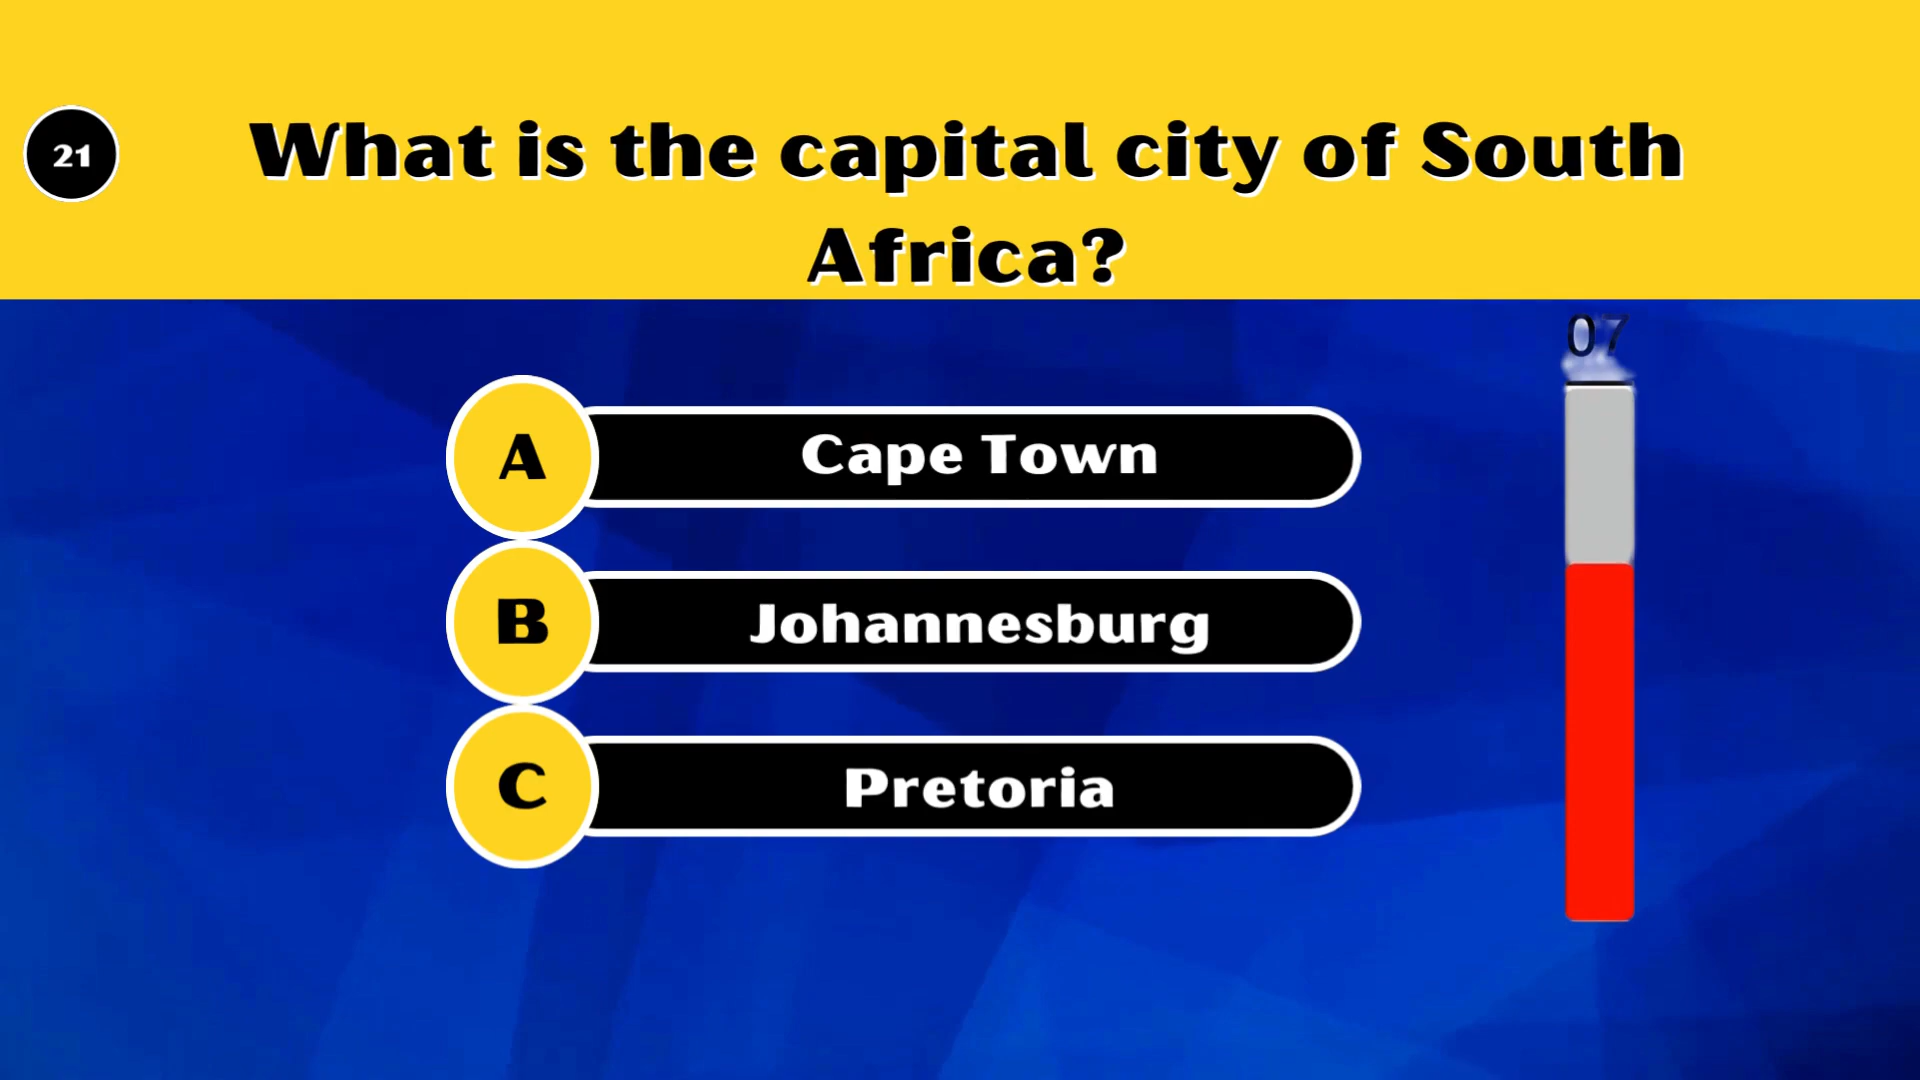 21
What is the capital city of South
Africa?
07
A
Cape Town
B
Johannesburg
C
Pretoria